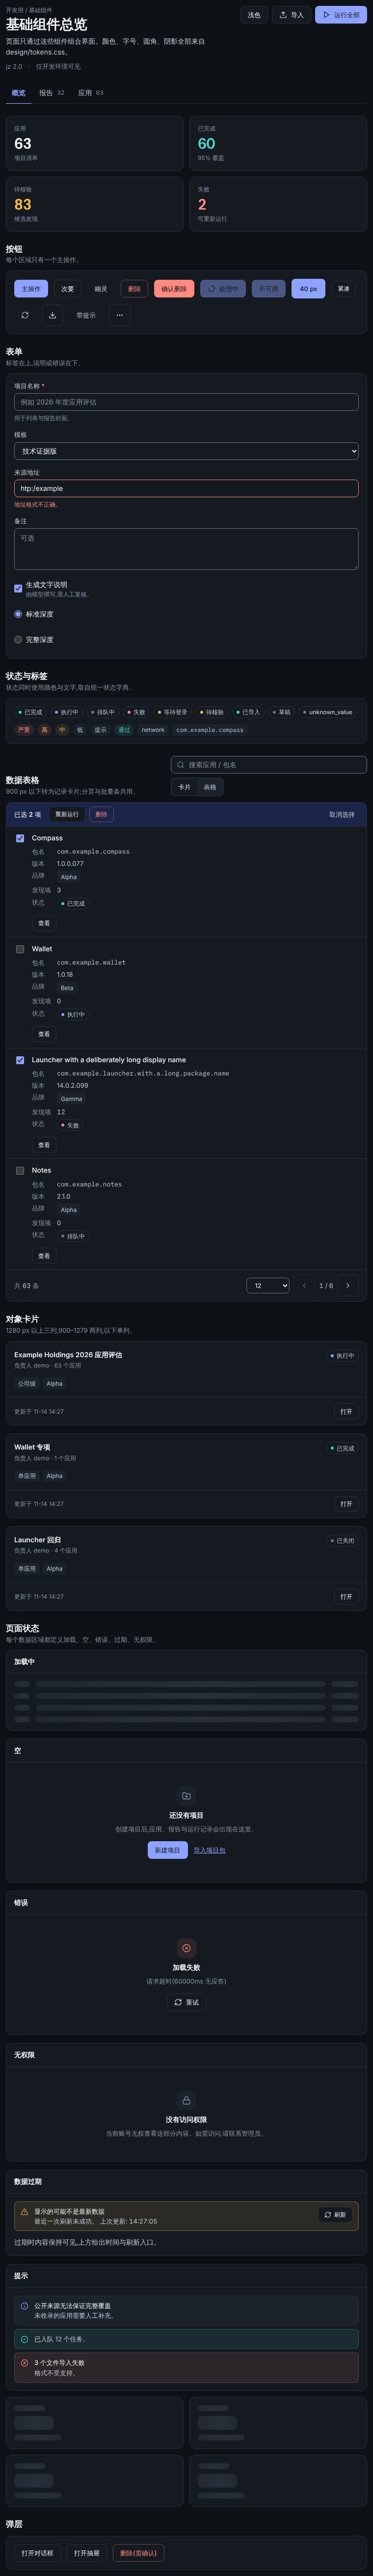 开发用 / 基础组件
基础组件总览
浅色 导入 运行全部
页面只通过这些组件组合界面。颜色、字号、圆角、阴影全部来自
design/tokens.css。
jz 2.0 · 仅开发环境可见
概览 报告 32 应用 63
应用
63
项目清单
已完成
60
95% 覆盖
待核验
83
候选发现
失败
2
可重新运行
按钮
每个区域只有一个主操作。
主操作 次要 幽灵 删除 确认删除 处理中 不可用 40 px 紧凑
带提示
表单
标签在上,说明或错误在下。
项目名称 *
例如 2026 年度应用评估
用于列表与报告封面。
模板
技术证据版
来源地址
htp:/example
地址格式不正确。
备注
可选
生成文字说明
由模型撰写,需人工复核。
标准深度
完整深度
状态与标签
状态同时使用颜色与文字,取自统一状态字典。
已完成 执行中 排队中 失败 等待登录 待核验 已导入 草稿 unknown_value
严重 高 中 低 提示 通过 network com.example.compass
数据表格
900 px 以下转为记录卡片;分页与批量条共用。
搜索应用 / 包名
卡片 表格
已选 2 项 重新运行 删除 取消选择
Compass
包名 com.example.compass
版本 1.0.0.077
品牌 Alpha
发现项 3
状态 已完成
查看
Wallet
包名 com.example.wallet
版本 1.0.18
品牌 Beta
发现项 0
状态 执行中
查看
Launcher with a deliberately long display name
包名 com.example.launcher.with.a.long.package.name
版本 14.0.2.099
品牌 Gamma
发现项 12
状态 失败
查看
Notes
包名 com.example.notes
版本 2.1.0
品牌 Alpha
发现项 0
状态 排队中
查看
共 63 条 12 1 / 6
对象卡片
1280 px 以上三列,900–1279 两列,以下单列。
Example Holdings 2026 应用评估 执行中
负责人 demo · 63 个应用
公司级 Alpha
更新于 11-14 14:27 打开
Wallet 专项 已完成
负责人 demo · 1 个应用
单应用 Alpha
更新于 11-14 14:27 打开
Launcher 回归 已关闭
负责人 demo · 4 个应用
单应用 Alpha
更新于 11-14 14:27 打开
页面状态
每个数据区域都定义加载、空、错误、过期、无权限。
加载中
空
还没有项目
创建项目后,应用、报告与运行记录会出现在这里。
新建项目 导入项目包
错误
加载失败
请求超时(60000ms 无应答)
重试
无权限
没有访问权限
当前账号无权查看这部分内容。如需访问,请联系管理员。
数据过期
显示的可能不是最新数据
最近一次刷新未成功。 上次更新: 14:27:05
刷新
过期时内容保持可见,上方给出时间与刷新入口。
提示
公开来源无法保证完整覆盖
未收录的应用需要人工补充。
已入队 12 个任务。
3 个文件导入失败
格式不受支持。
弹层
打开对话框 打开抽屉 删除(需确认)